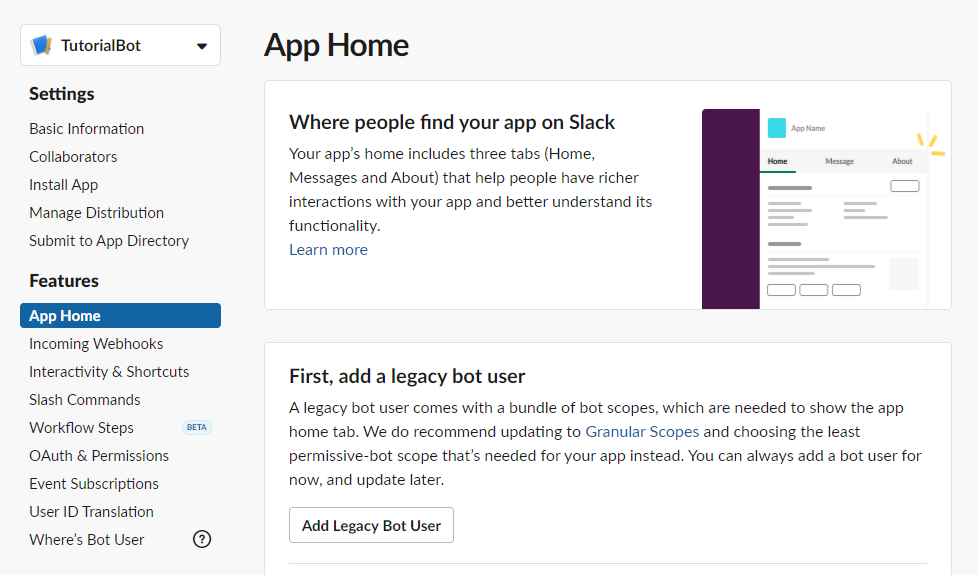 TutorialBot
Settings
Basic Information
Collaborators
Install App
Manage Distribution
Submit to App Directory
Features
App Home
Incoming Webhooks
Interactivity & Shortcuts
Slash Commands
Workflow Steps BETA
OAuth & Permissions
Event Subscriptions
User ID Translation
Where's Bot User ?
App Home
Where people find your app on Slack
Your app's home includes three tabs (Home,
Messages and About) that help people have richer
interactions with your app and better understand its
functionality.
Learn more
App Name
Home Message About
First, add a legacy bot user
A legacy bot user comes with a bundle of bot scopes, which are needed to show the app
home tab. We do recommend updating to Granular Scopes and choosing the least
permissive-bot scope that's needed for your app instead. You can always add a bot user for
now, and update later.
Add Legacy Bot User